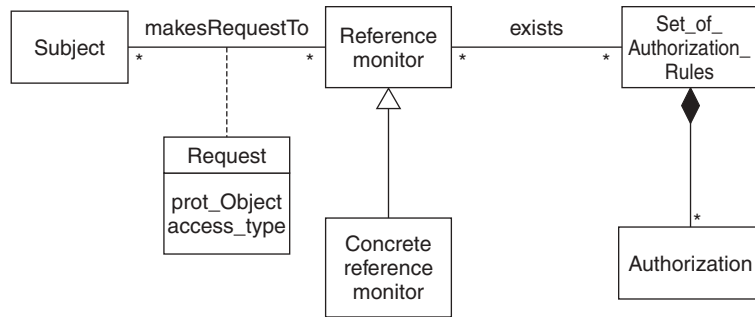 Subject
makesRequestTo
*
*
Reference
monitor
exists
*
*
Set_of_
Authorization_
Rules
Request
prot_Object
access_type
Concrete
reference
monitor
*
Authorization